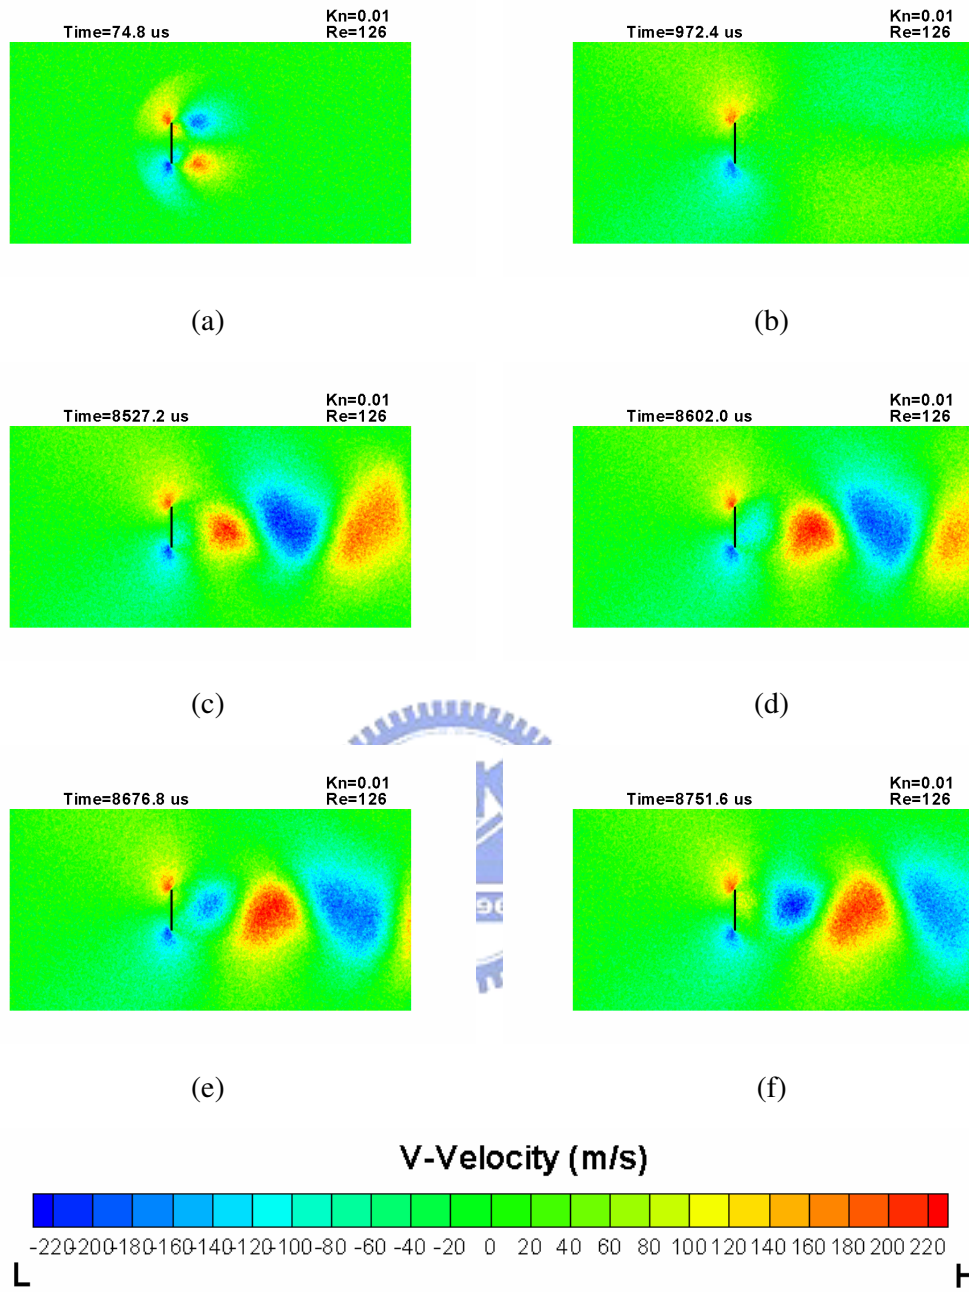 Time=74.8 us
Kn=0.01
Re=126
Time=972.4 us
Kn=0.01
Re=126
(a)
(b)
Time=8527.2 us
Kn=0.01
Re=126
Time=8602.0 us
Kn=0.01
Re=126
(c)
(d)
Time=8676.8 us
Kn=0.01
Re=126
Time=8751.6 us
Kn=0.01
Re=126
(e)
(f)
V-Velocity (m/s)
-220 -200 -180 -160 -140 -120 -100 -80 -60 -40 -20 0 20 40 60 80 100 120 140 160 180 200 220
L